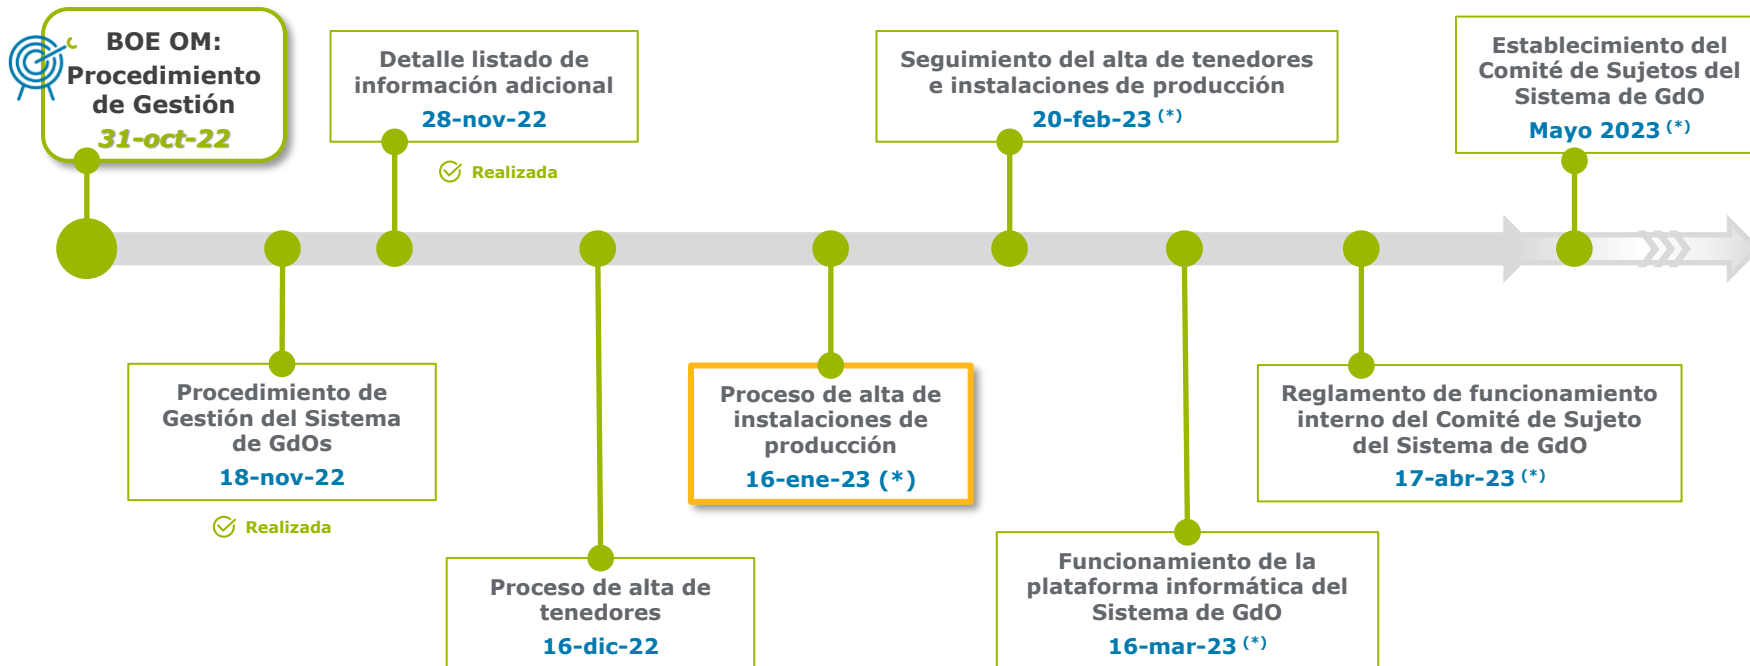 BOE OM:
Procedimiento
de Gestión
31-oct-22
Detalle listado de
información adicional
28-nov-22
Realizada
Seguimiento del alta de tenedores
e instalaciones de producción
20-feb-23 (*)
Establecimiento del
Comité de Sujetos del
Sistema de GdO
Mayo 2023 (*)
Procedimiento de
Gestión del Sistema
de GdOs
18-nov-22
Realizada
Proceso de alta de
tenedores
16-dic-22
Proceso de alta de
instalaciones de
producción
16-ene-23 (*)
Funcionamiento de la
plataforma informática del
Sistema de GdO
16-mar-23 (*)
Reglamento de funcionamiento
interno del Comité de Sujeto
del Sistema de GdO
17-abr-23 (*)